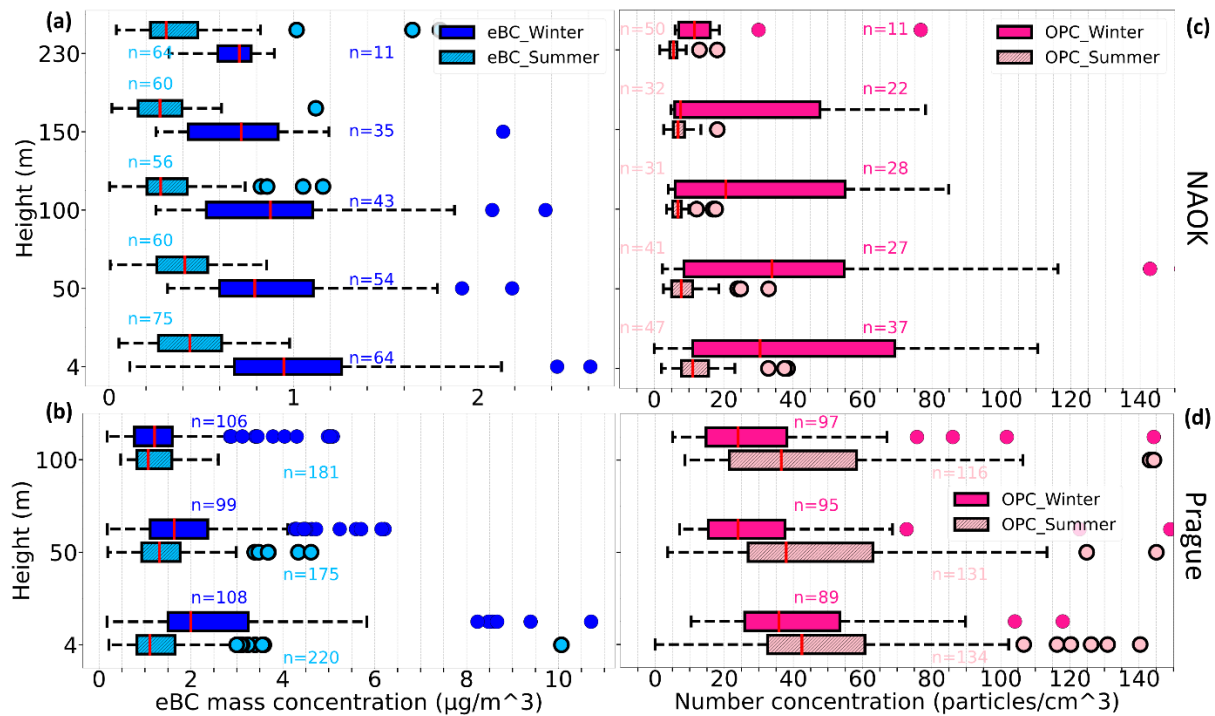 (a)
eBC_Winter
eBC_Summer
230
n=64
n=11
n=60
150
n=35
n=56
100
n=43
n=60
50
n=54
n=75
4
n=64
Height (m)
1
2
(c)
n=50
n=11
OPC_Winter
OPC_Summer
n=32
n=22
n=31
n=28
n=41
n=27
n=47
n=37
0
20
40
60
80
100
120
140
NAOK
(b)
n=106
100
n=181
n=99
50
n=175
n=108
4
n=220
Height (m)
0
2
4
6
8
10
eBC mass concentration (μg/m^3)
(d)
n=97
n=116
OPC_Winter
OPC_Summer
n=95
n=131
n=89
n=134
0
20
40
60
80
100
120
140
Number concentration (particles/cm^3)
Prague